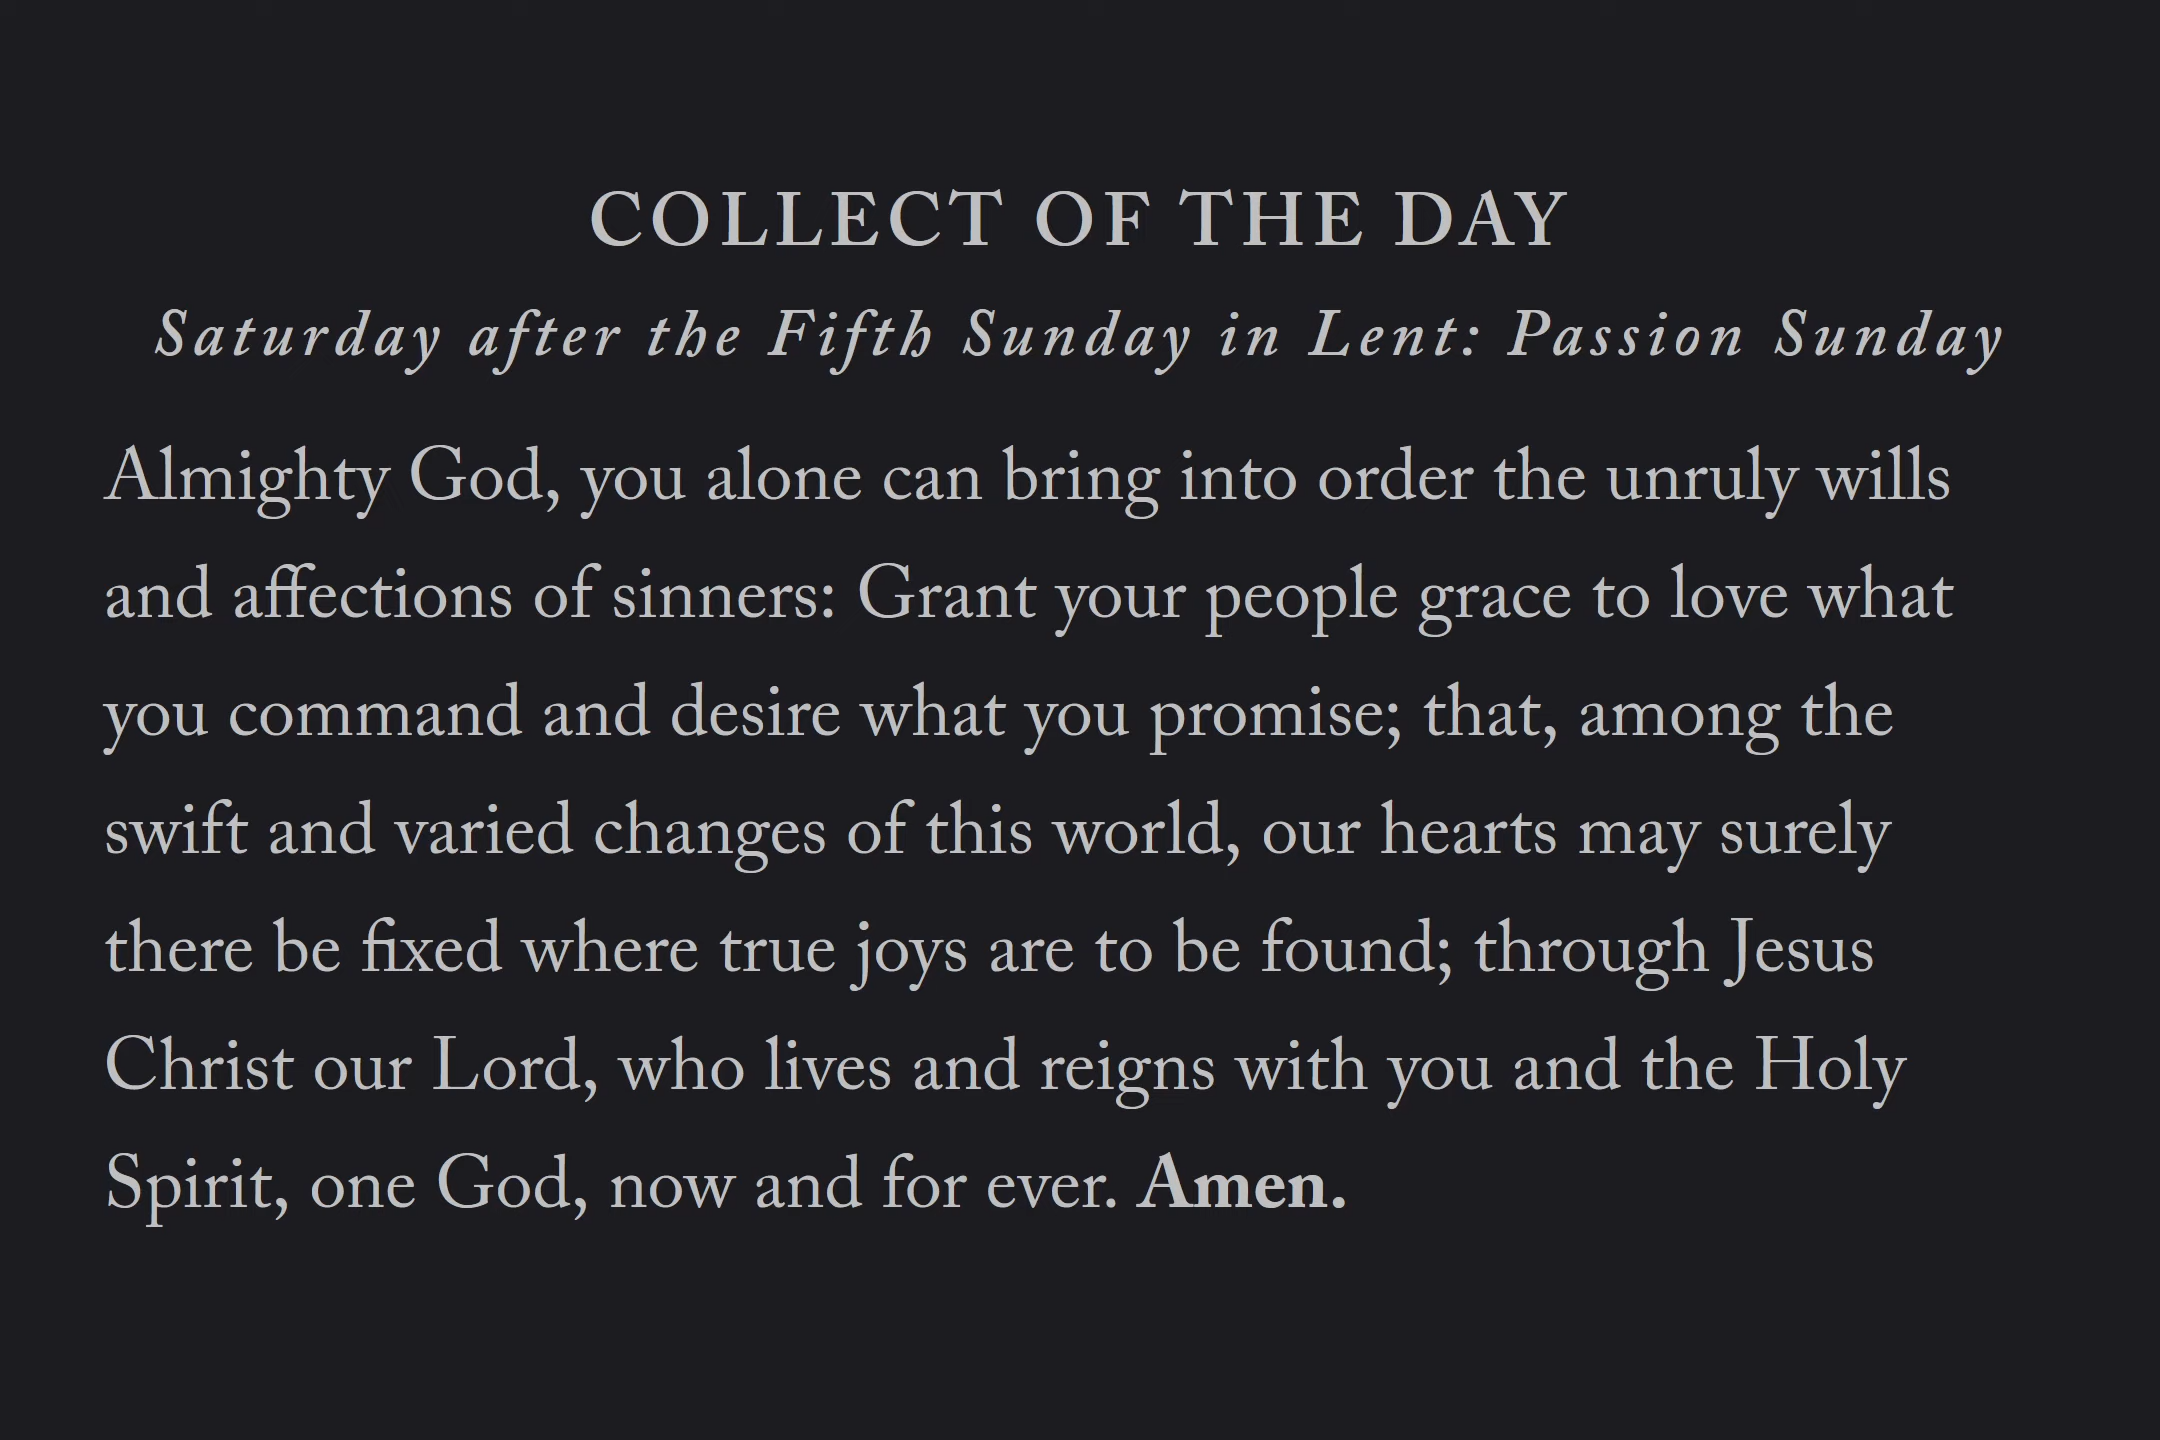 COLLECT OF THE DAY
Saturday after the Fifth Sunday in Lent: Passion Sunday
Almighty God, you alone can bring into order the unruly wills
and affections of sinners: Grant your people grace to love what
you command and desire what you promise; that, among the
swift and varied changes of this world, our hearts may surely
there be fixed where true joys are to be found; through Jesus
Christ our Lord, who lives and reigns with you and the Holy
Spirit, one God, now and for ever. Amen.